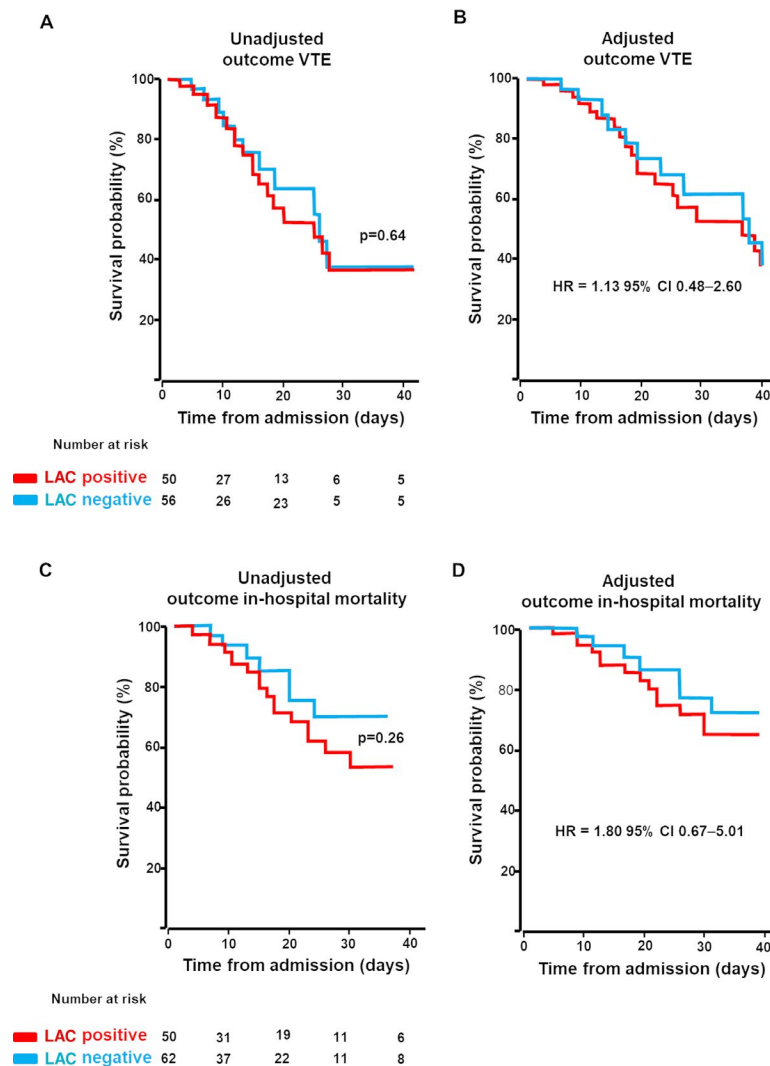 A
Unadjusted
outcome VTE
100
80
60
40
20
Survival probability (%)
p=0.64
0 10 20 30 40
Time from admission (days)
Number at risk
LAC positive 50 27 13 6 5
LAC negative 56 26 23 5 5
B
Adjusted
outcome VTE
100
80
60
40
20
Survival probability (%)
HR = 1.13 95% CI 0.48–2.60
0 10 20 30 40
Time from admission (days)
C
Unadjusted
outcome in-hospital mortality
100
80
60
40
20
Survival probability (%)
p=0.26
0 10 20 30 40
Time from admission (days)
Number at risk
LAC positive 50 31 19 11 6
LAC negative 62 37 22 11 8
D
Adjusted
outcome in-hospital mortality
100
80
60
40
20
Survival probability (%)
HR = 1.80 95% CI 0.67–5.01
0 10 20 30 40
Time from admission (days)